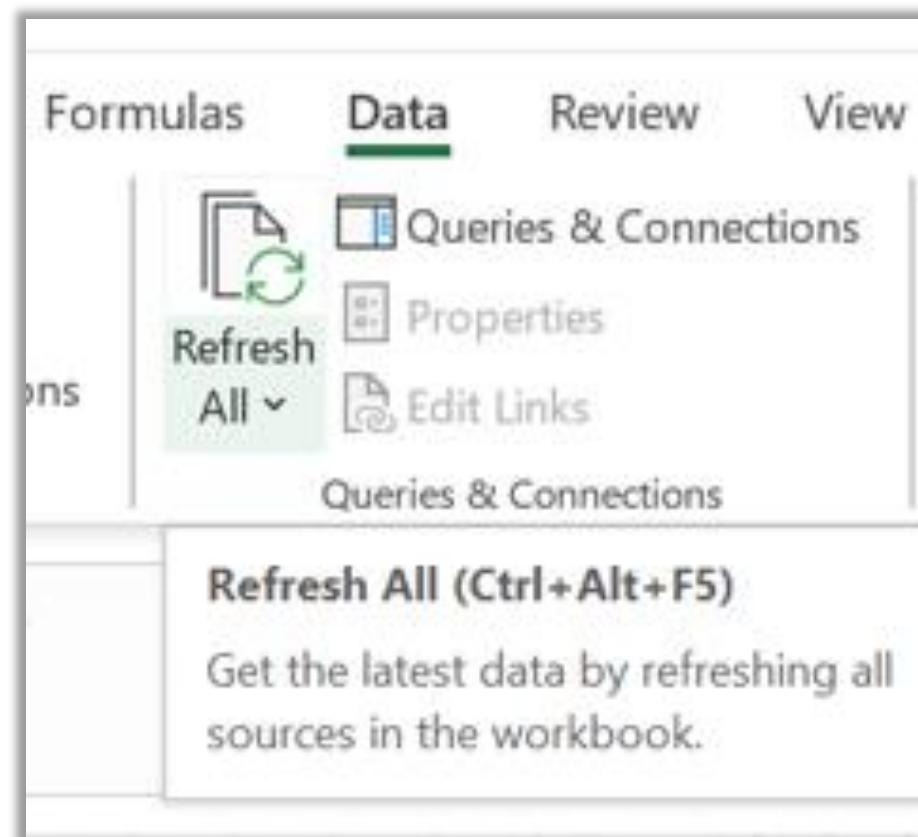 Formulas Data Review View
Queries & Connections
Properties
Refresh
All
Edit Links
ons
Queries & Connections
Refresh All (Ctrl+Alt+F5)
Get the latest data by refreshing all
sources in the workbook.